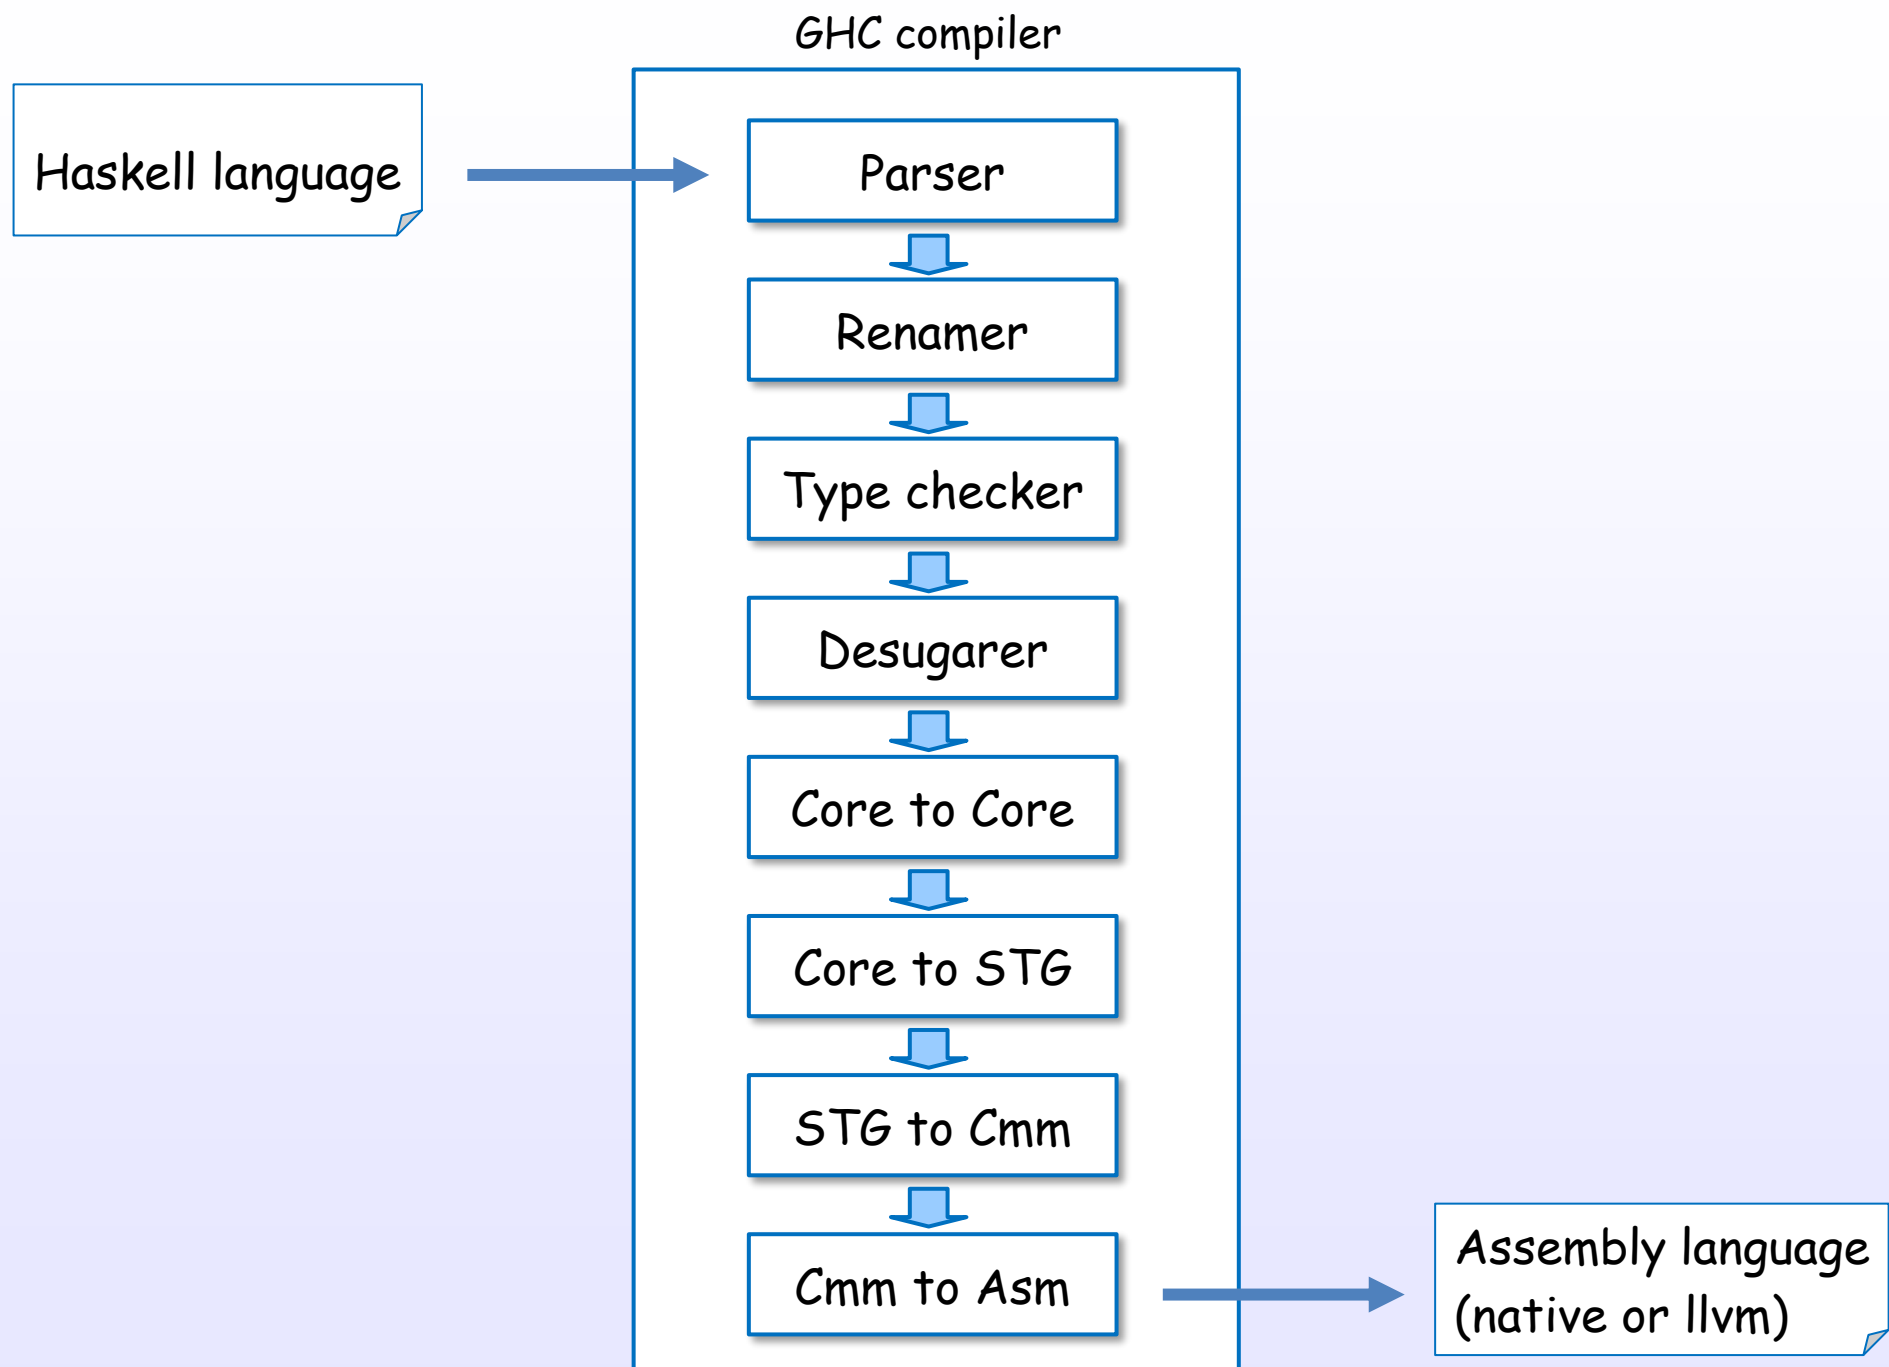 GHC compiler
Haskell language
Parser
Renamer
Type checker
Desugarer
Core to Core
Core to STG
STG to Cmm
Cmm to Asm
Assembly language
(native or llvm)